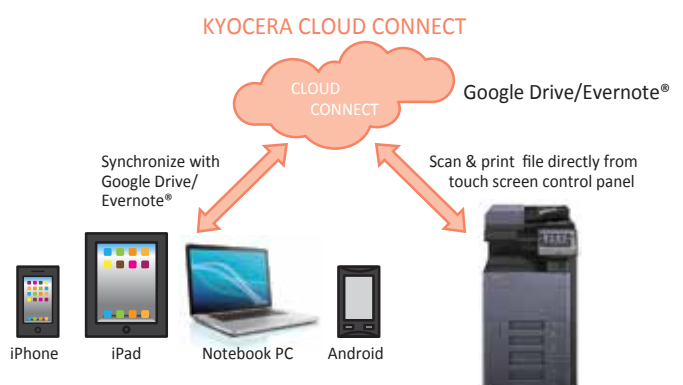 KYOCERA CLOUD CONNECT
CLOUD
CONNECT
Google Drive/Evernote®
Synchronize with
Google Drive/
Evernote®
Scan & print file directly from
touch screen control panel
iPhone
iPad
Notebook PC
Android